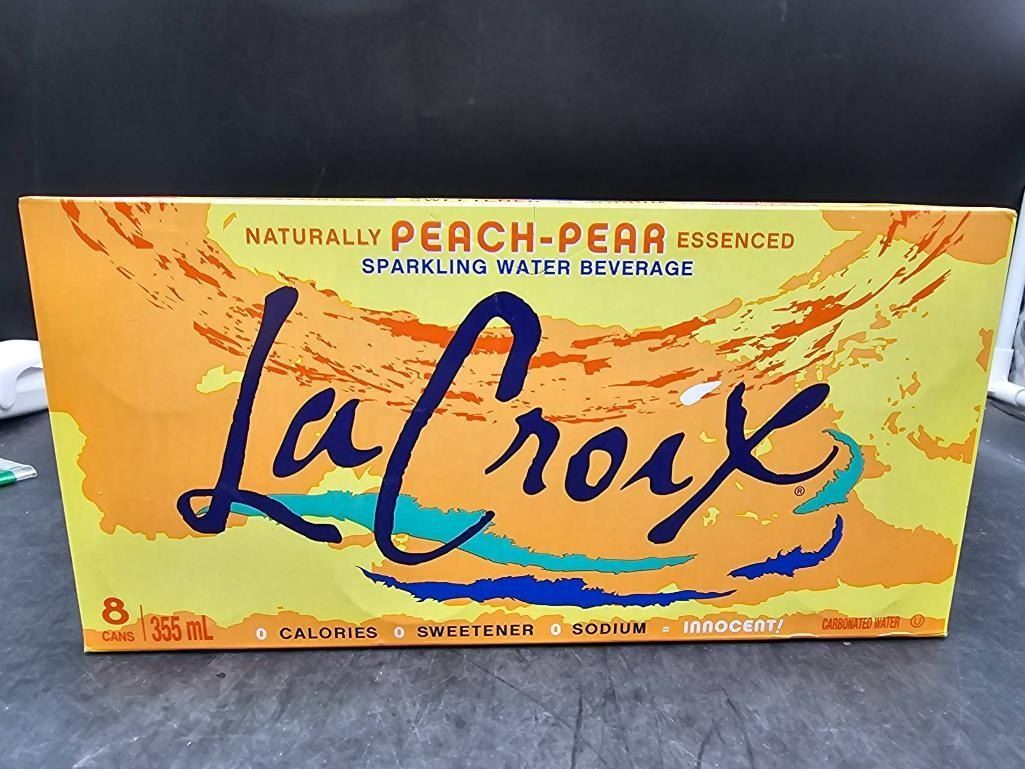 NATURALLY PEACH-PEAR ESSENCED
SPARKLING WATER BEVERAGE
LaCroix®
8 CANS | 355 mL
0 CALORIES 0 SWEETENER 0 SODIUM = INNOCENT!
CARBONATED WATER U